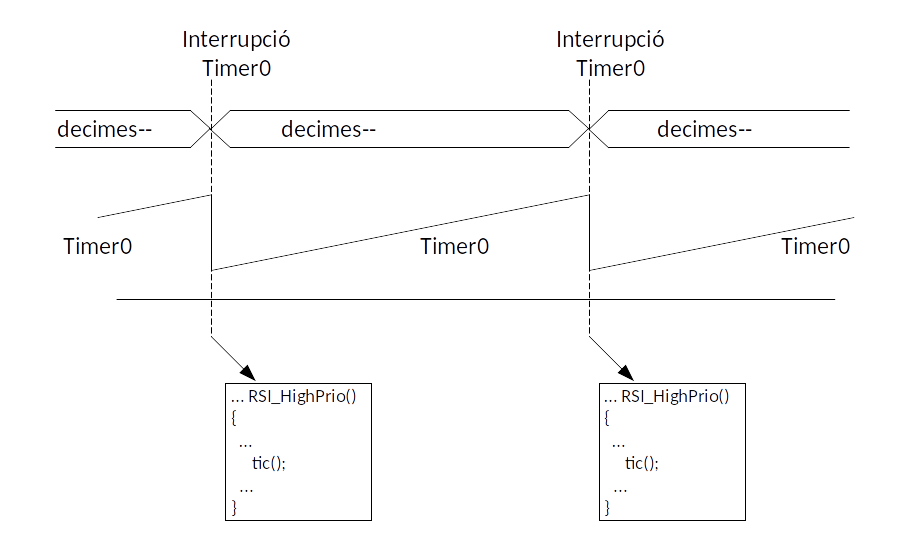 Interrupció
Timer0
Interrupció
Timer0
decimes--
decimes--
decimes--
Timer0
Timer0
Timer0
... RSI_HighPrio()
{
...
tic();
...
}
... RSI_HighPrio()
{
...
tic();
...
}